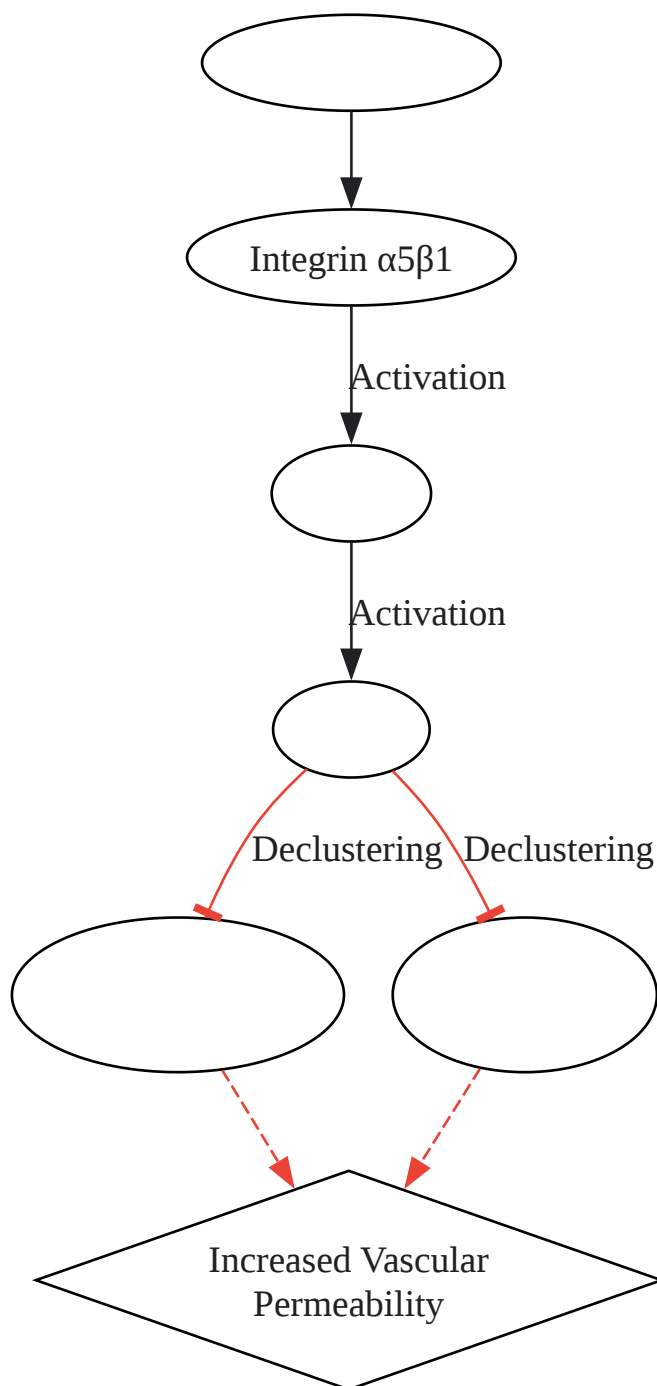 Integrin α5β1
Activation
Activation
Declustering
Declustering
Increased Vascular
Permeability